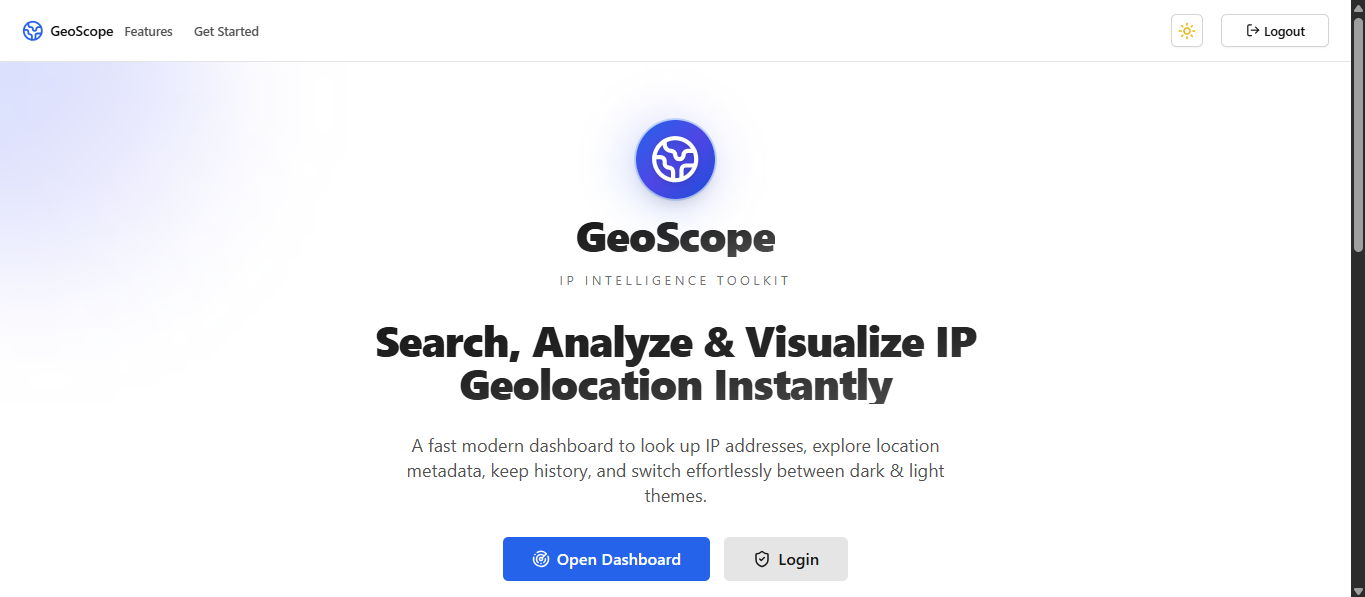 GeoScope Features Get Started Logout
GeoScope
IP INTELLIGENCE TOOLKIT
Search, Analyze & Visualize IP
Geolocation Instantly
A fast modern dashboard to look up IP addresses, explore location
metadata, keep history, and switch effortlessly between dark & light
themes.
Open Dashboard Login